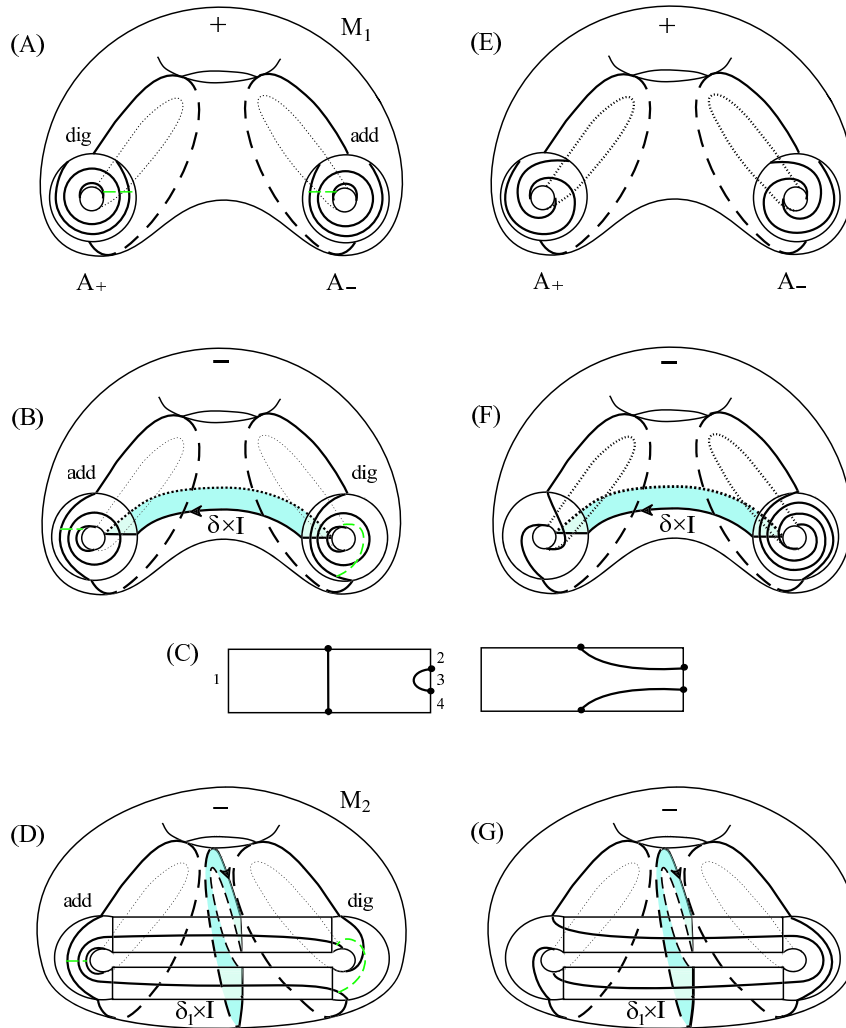 (A) + M1 (E) +
dig add
A+ A− A+ A−
(B) − (F) −
add dig
δ×I δ×I
(C)
1 2 3 4
(D) − M2 (G) −
add dig
δ1×I δ1×I